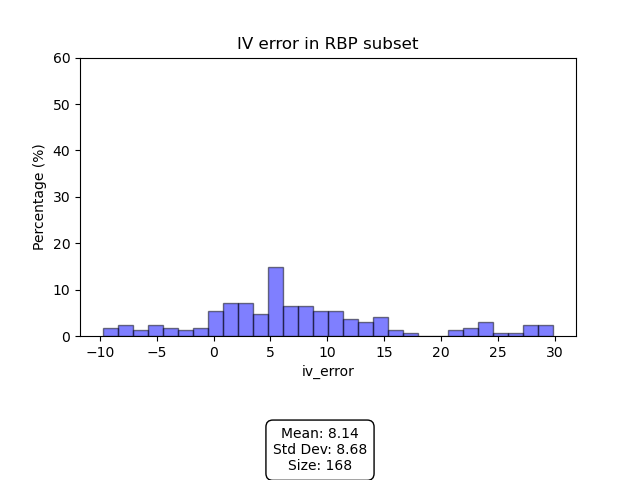 IV error in RBP subset
60
50
40
30
20
10
0
Percentage (%)
−10 −5 0 5 10 15 20 25 30
iv_error
Mean: 8.14
Std Dev: 8.68
Size: 168